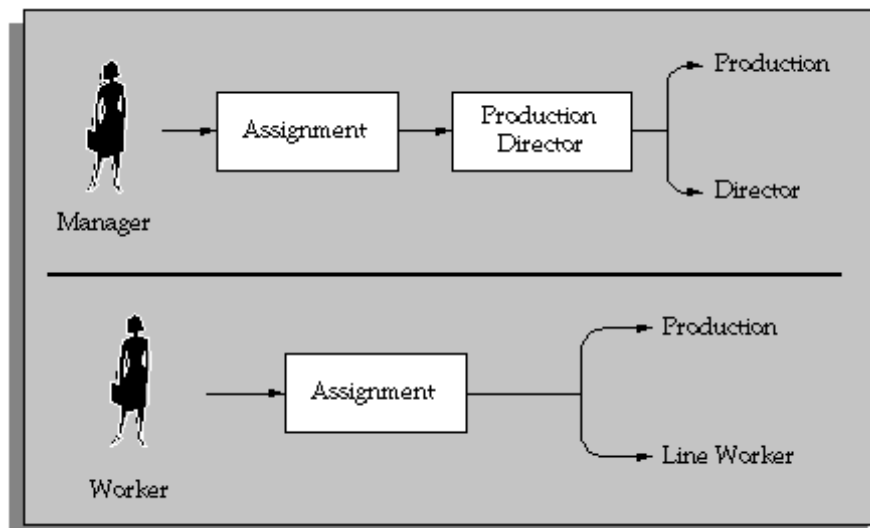 Production
Assignment
Production
Director
Director
Manager
Production
Assignment
Line Worker
Worker